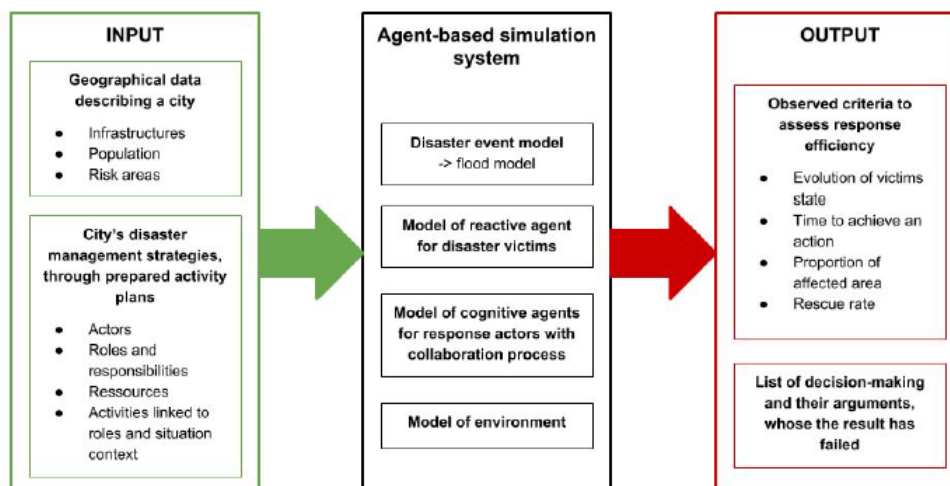 INPUT
Geographical data
describing a city
● Infrastructures
● Population
● Risk areas
City's disaster
management strategies,
through prepared activity
plans
● Actors
● Roles and
responsibilities
● Ressources
● Activities linked to
roles and situation
context
Agent-based simulation
system
Disaster event model
-> flood model
Model of reactive agent
for disaster victims
Model of cognitive agents
for response actors with
collaboration process
Model of environment
OUTPUT
Observed criteria to
assess response
efficiency
● Evolution of victims
state
● Time to achieve an
action
● Proportion of
affected area
● Rescue rate
List of decision-making
and their arguments,
whose the result has
failed